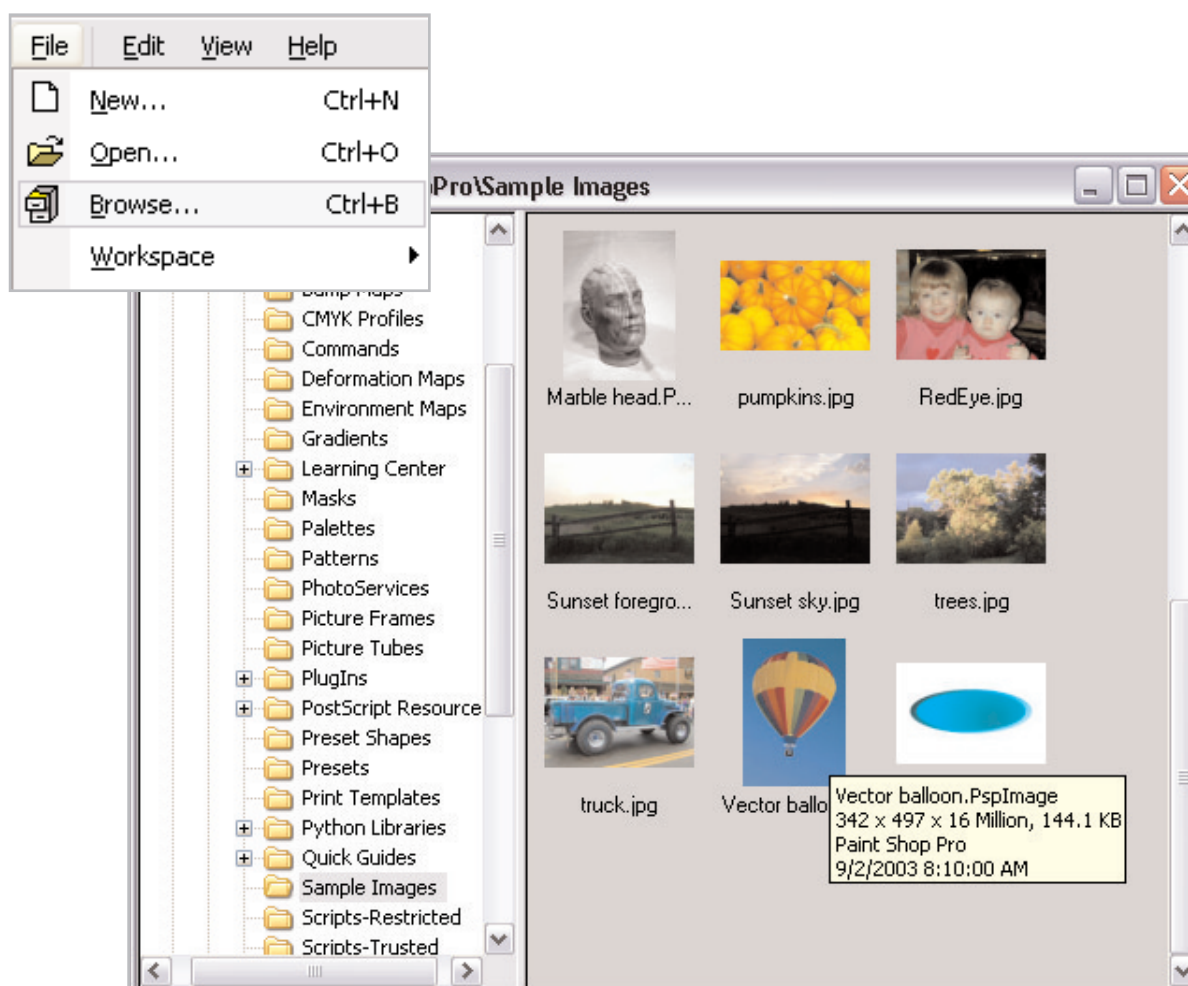 File Edit View Help
New... Ctrl+N
Open... Ctrl+O
Browse... Ctrl+B
Workspace
Pro\Sample Images
CMYK Profiles
Commands
Deformation Maps
Environment Maps
Gradients
Learning Center
Masks
Palettes
Patterns
PhotoServices
Picture Frames
Picture Tubes
PlugIns
PostScript Resource
Preset Shapes
Presets
Print Templates
Python Libraries
Quick Guides
Sample Images
Scripts-Restricted
Scripts-Trusted
Marble head.P... pumpkins.jpg RedEye.jpg
Sunset foregro... Sunset sky.jpg trees.jpg
truck.jpg Vector ballo
Vector balloon.PspImage
342 x 497 x 16 Million, 144.1 KB
Paint Shop Pro
9/2/2003 8:10:00 AM